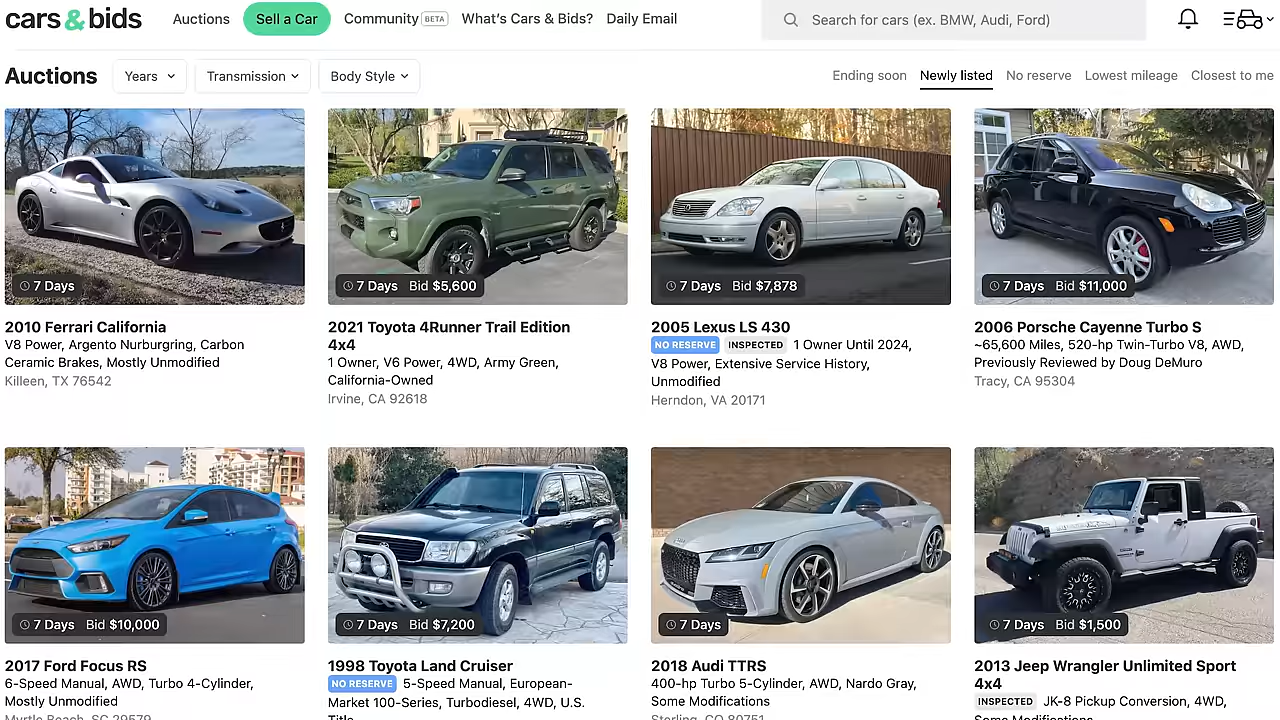 cars & bids
Auctions
Sell a Car
Community BETA
What's Cars & Bids?
Daily Email
Search for cars (ex. BMW, Audi, Ford)
Auctions
Years
Transmission
Body Style
Ending soon
Newly listed
No reserve
Lowest mileage
Closest to me
7 Days
2010 Ferrari California
V8 Power, Argento Nurburgring, Carbon
Ceramic Brakes, Mostly Unmodified
Killeen, TX 76542
7 Days Bid $5,600
2021 Toyota 4Runner Trail Edition
4x4
1 Owner, V6 Power, 4WD, Army Green,
California-Owned
Irvine, CA 92618
7 Days Bid $7,878
2005 Lexus LS 430
NO RESERVE INSPECTED 1 Owner Until 2024,
V8 Power, Extensive Service History,
Unmodified
Herndon, VA 20171
7 Days Bid $11,000
2006 Porsche Cayenne Turbo S
~65,600 Miles, 520-hp Twin-Turbo V8, AWD,
Previously Reviewed by Doug DeMuro
Tracy, CA 95304
7 Days Bid $10,000
2017 Ford Focus RS
6-Speed Manual, AWD, Turbo 4-Cylinder,
Mostly Unmodified
Myrtle Beach, SC 29579
7 Days Bid $7,200
1998 Toyota Land Cruiser
NO RESERVE 5-Speed Manual, European-
Market 100-Series, Turbodiesel, 4WD, U.S.
Title
7 Days
2018 Audi TTRS
400-hp Turbo 5-Cylinder, AWD, Nardo Gray,
Some Modifications
Sterling, CO 80751
7 Days Bid $1,500
2013 Jeep Wrangler Unlimited Sport
4x4
INSPECTED JK-8 Pickup Conversion, 4WD,
Some Modifications